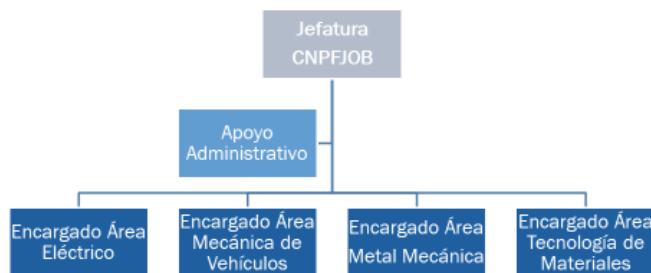 Jefatura
CNPFJOB
Apoyo
Administrativo
Encargado Área
Eléctrico
Encargado Área
Mecánica de
Vehículos
Encargado Área
Metal Mecánica
Encargado Área
Tecnología de
Materiales